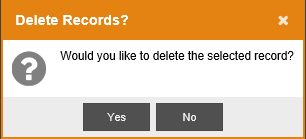 Delete Records?
Would you like to delete the selected record?
Yes
No